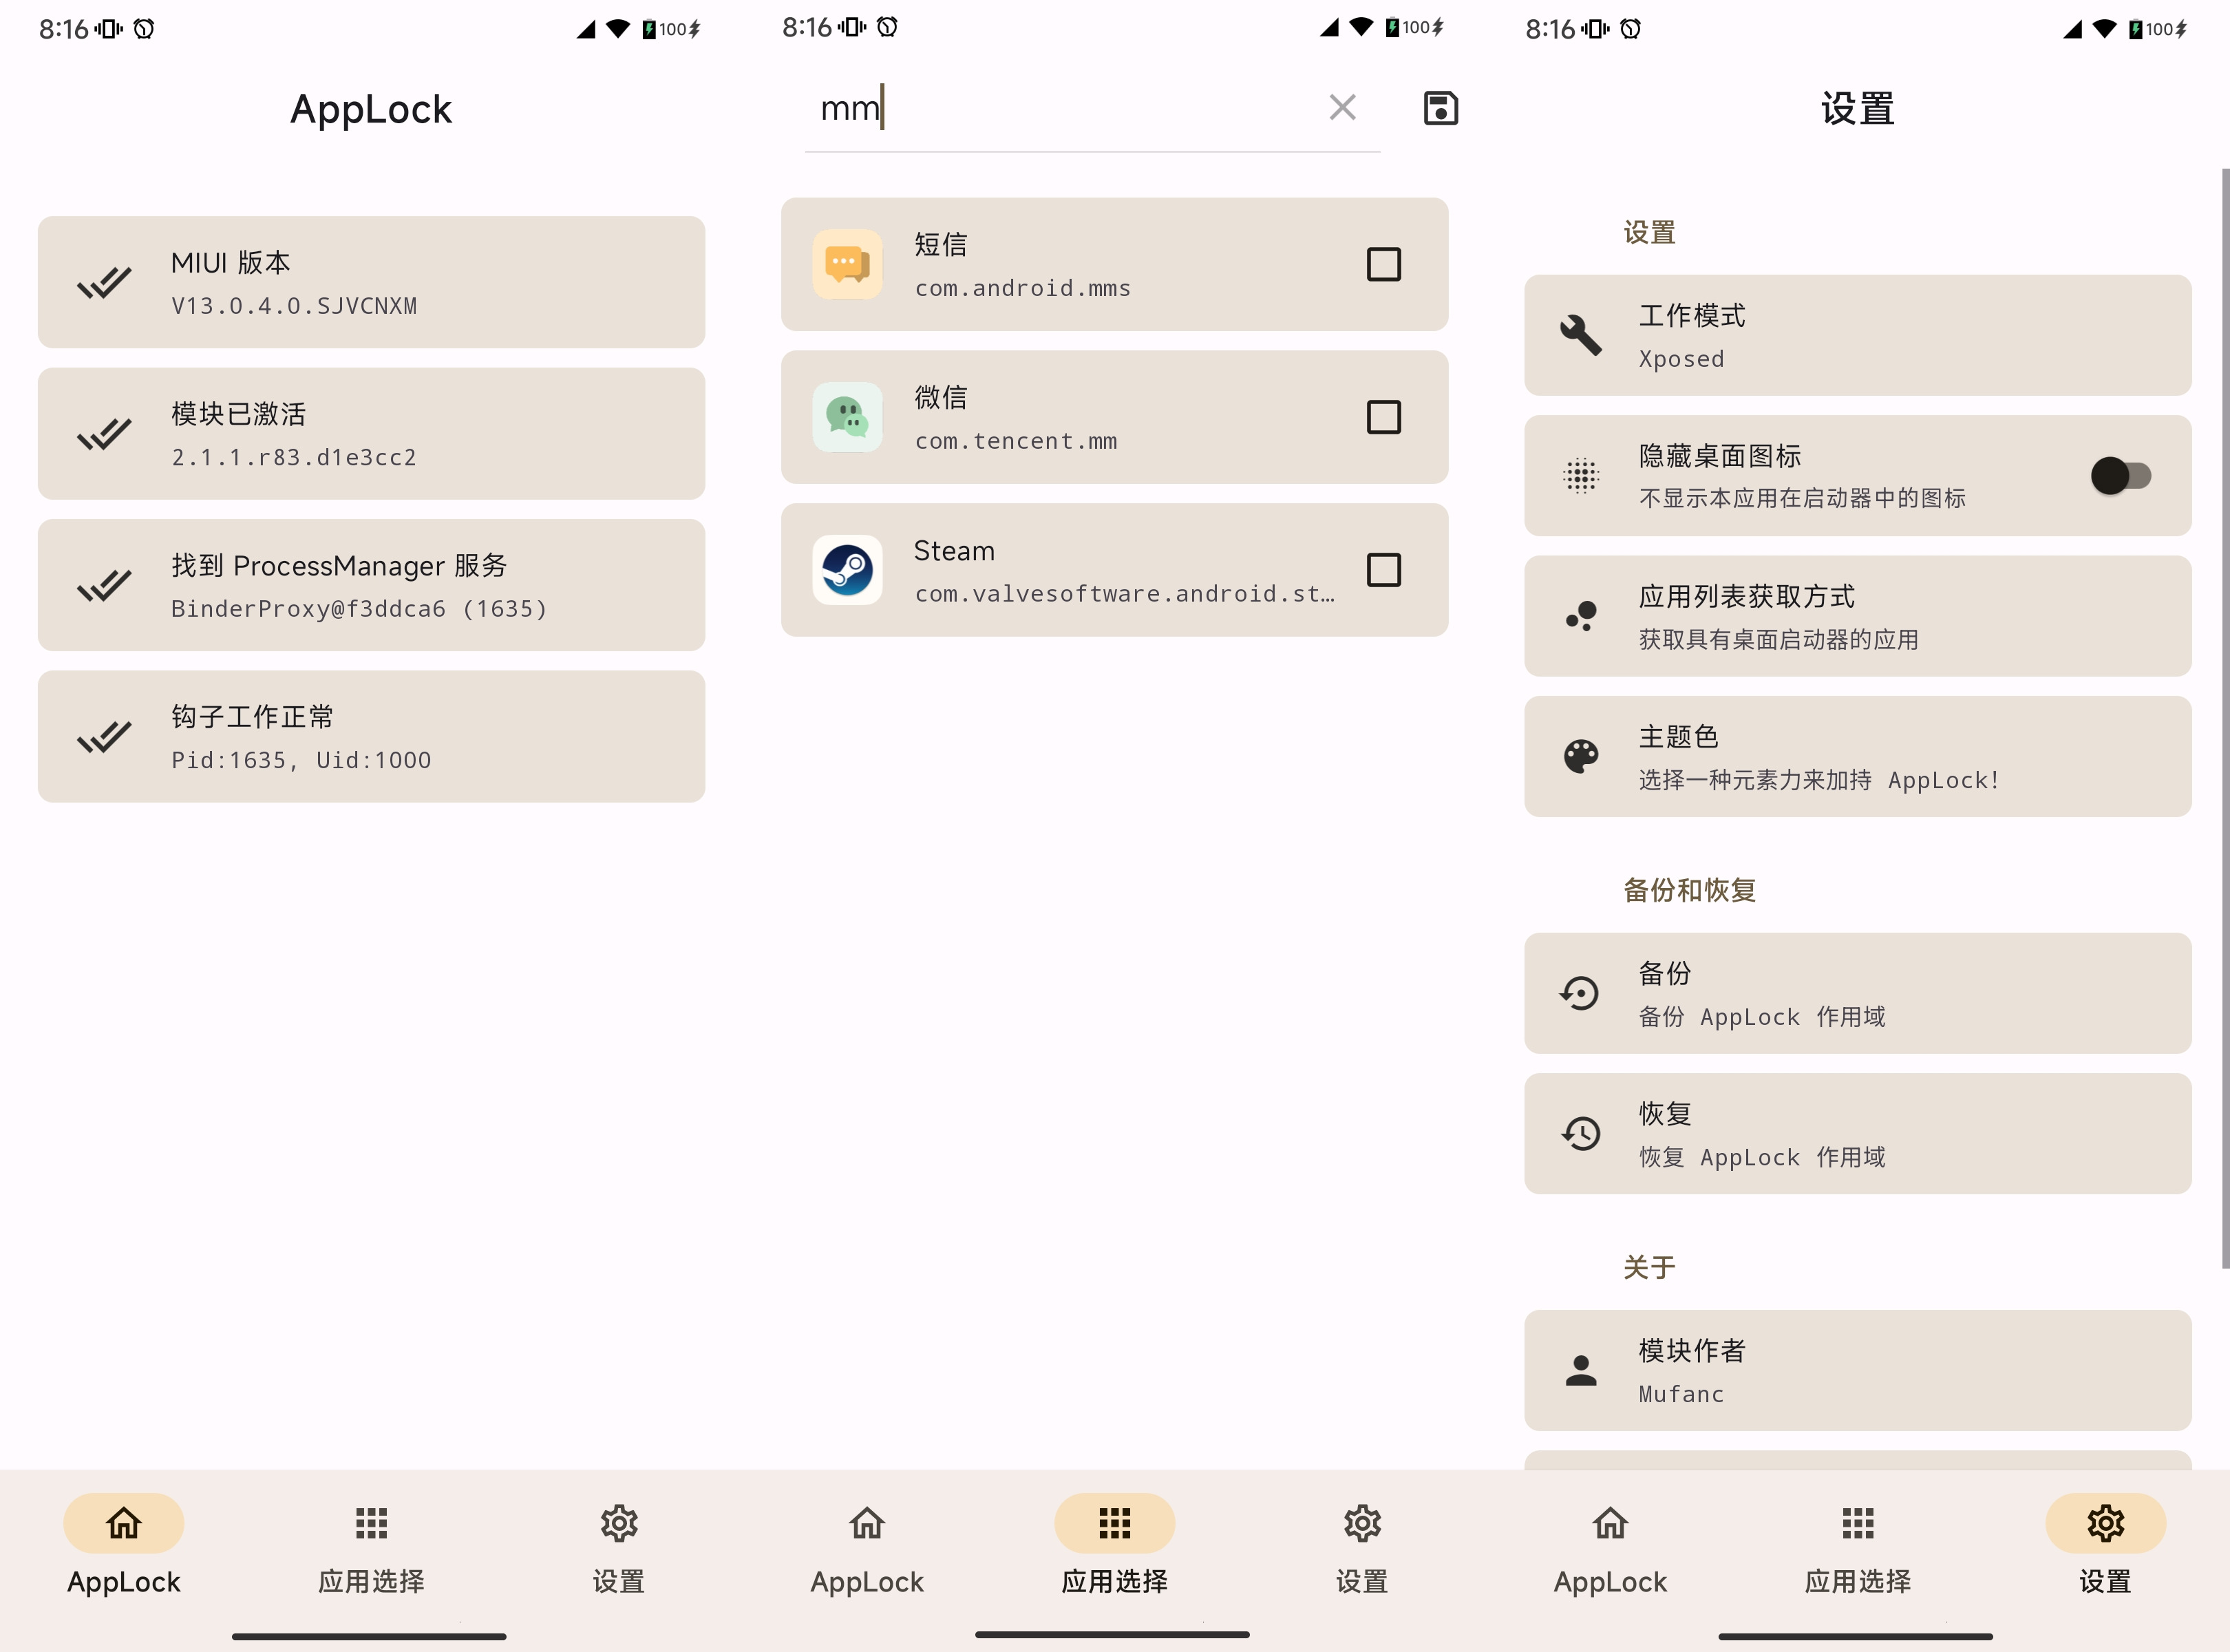 8:16
100
AppLock
MIUI 版本
V13.0.4.0.SJVCNXM
模块已激活
2.1.1.r83.d1e3cc2
找到 ProcessManager 服务
BinderProxy@f3ddca6 (1635)
钩子工作正常
Pid:1635, Uid:1000
AppLock
应用选择
设置
8:16
100
mm
短信
com.android.mms
微信
com.tencent.mm
Steam
com.valvesoftware.android.st…
AppLock
应用选择
设置
8:16
100
设置
设置
工作模式
Xposed
隐藏桌面图标
不显示本应用在启动器中的图标
应用列表获取方式
获取具有桌面启动器的应用
主题色
选择一种元素力来加持 AppLock!
备份和恢复
备份
备份 AppLock 作用域
恢复
恢复 AppLock 作用域
关于
模块作者
Mufanc
AppLock
应用选择
设置